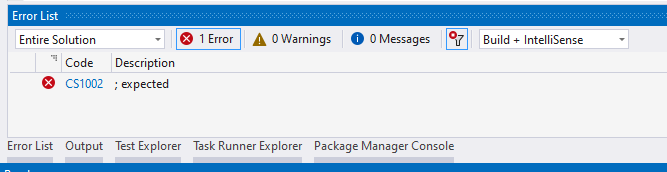 Error List
Entire Solution 1 Error 0 Warnings 0 Messages Build + IntelliSense
Code Description
CS1002 ; expected
Error List Output Test Explorer Task Runner Explorer Package Manager Console